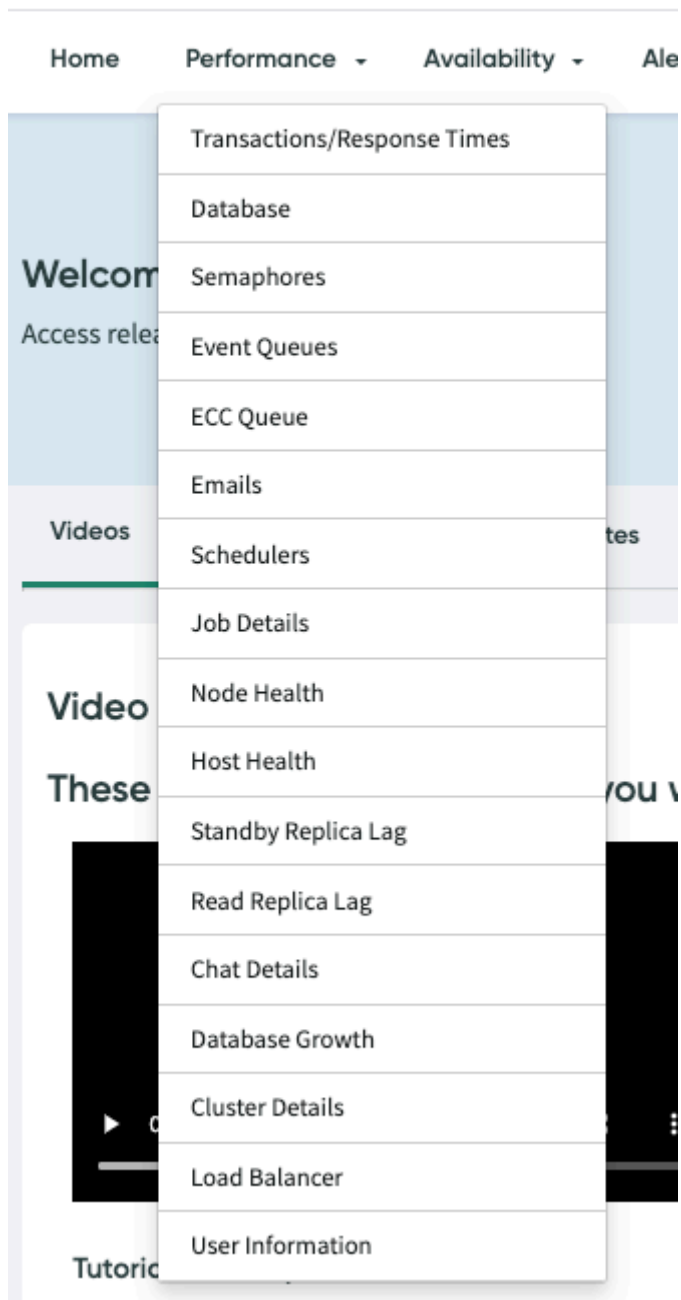 Home Performance Availability
Transactions/Response Times
Database
Welcom
Semaphores
Access relea
Event Queues
ECC Queue
Emails
Videos
tes
Schedulers
Job Details
Node Health
Video
Host Health
These
you
Standby Replica Lag
Read Replica Lag
Chat Details
Database Growth
Cluster Details
Load Balancer
User Information